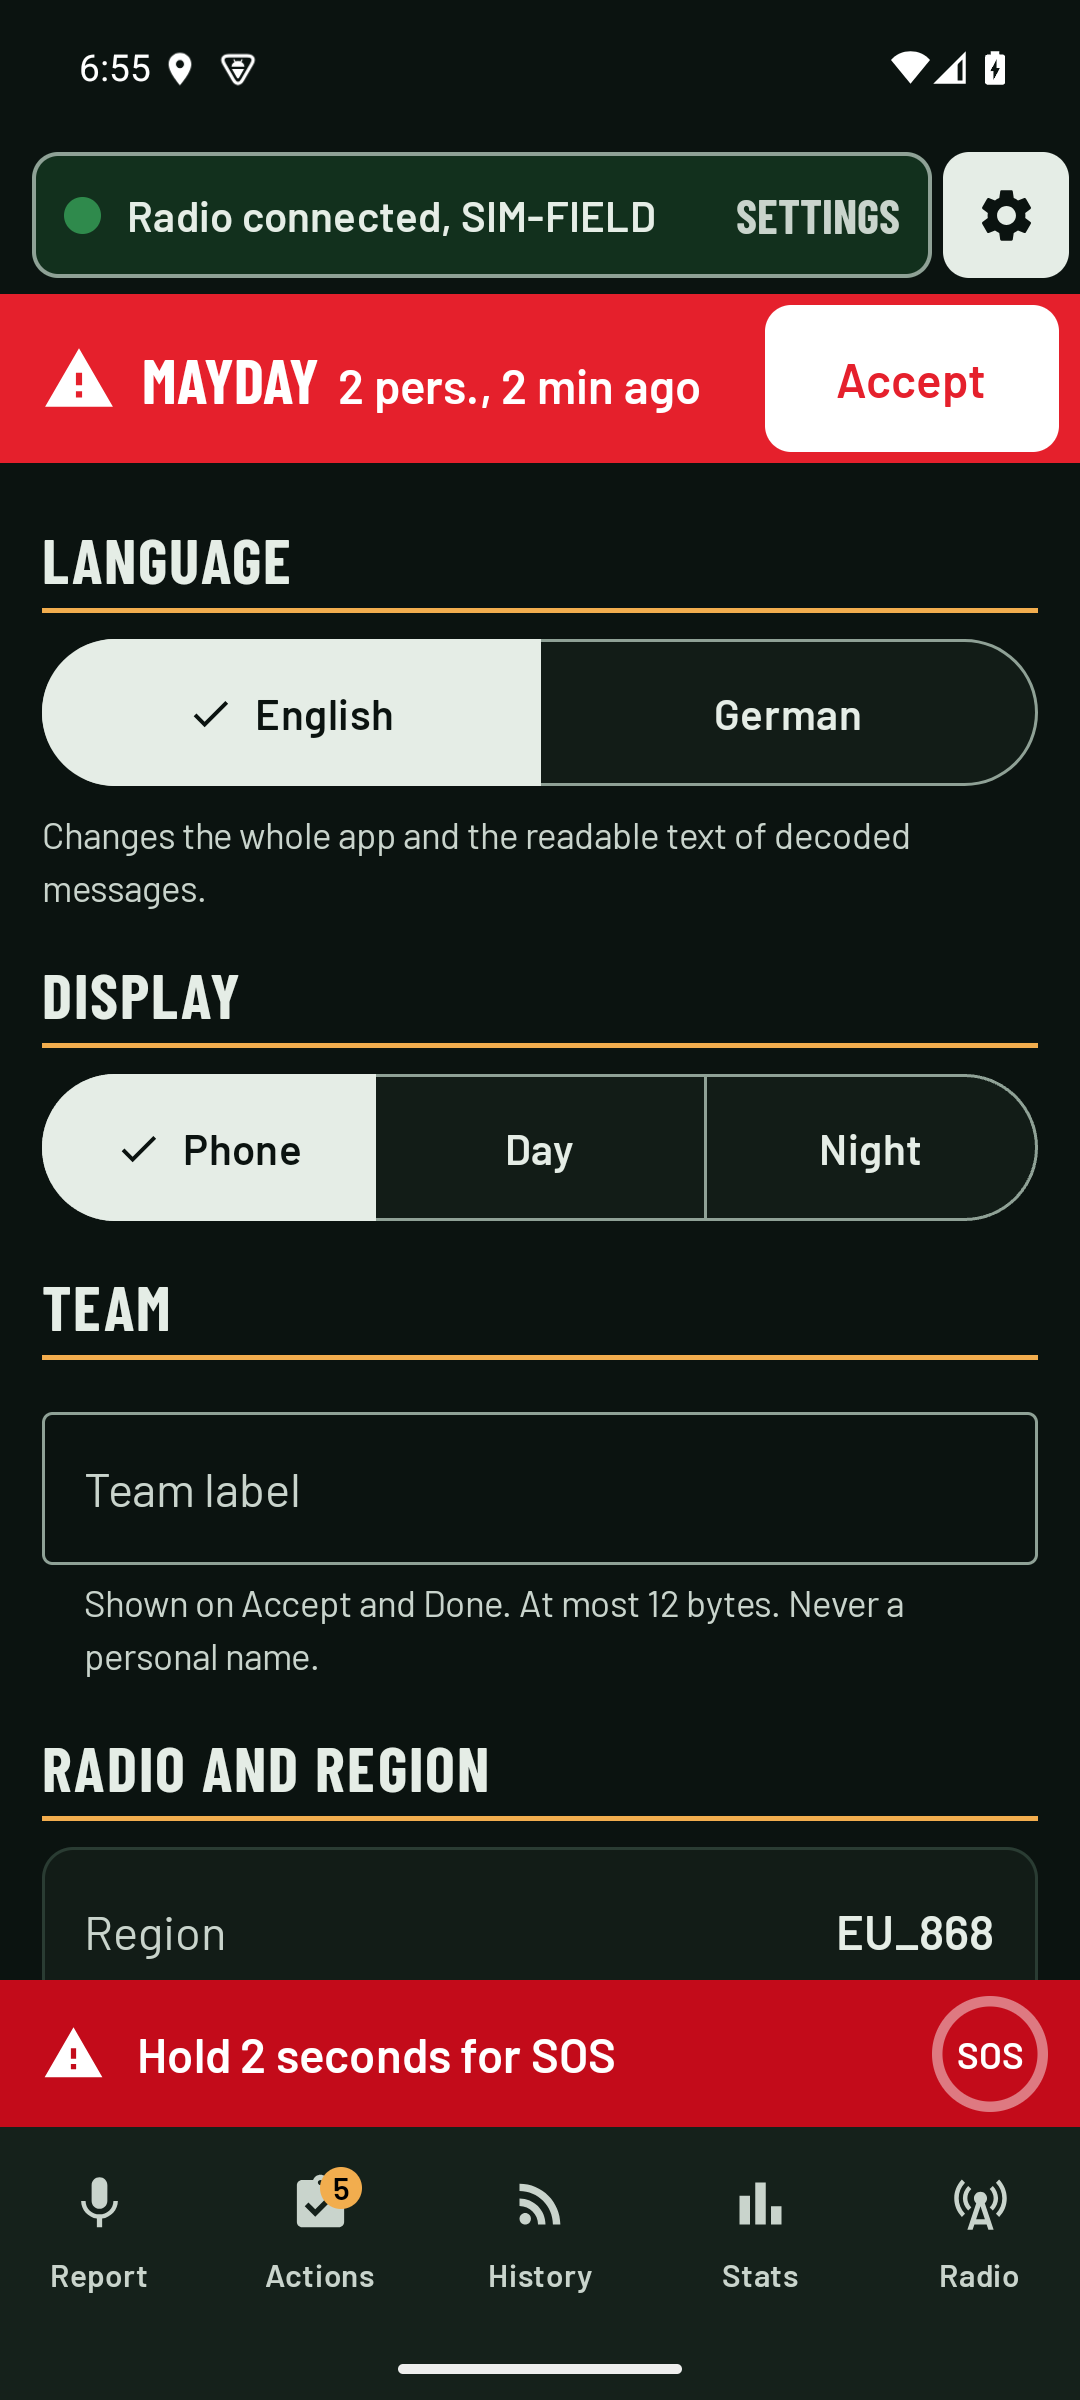 6:55
Radio connected, SIM-FIELD SETTINGS
MAYDAY 2 pers., 2 min ago Accept
LANGUAGE
English German
Changes the whole app and the readable text of decoded
messages.
DISPLAY
Phone Day Night
TEAM
Team label
Shown on Accept and Done. At most 12 bytes. Never a
personal name.
RADIO AND REGION
Region EU_868
Hold 2 seconds for SOS SOS
5
Report Actions History Stats Radio